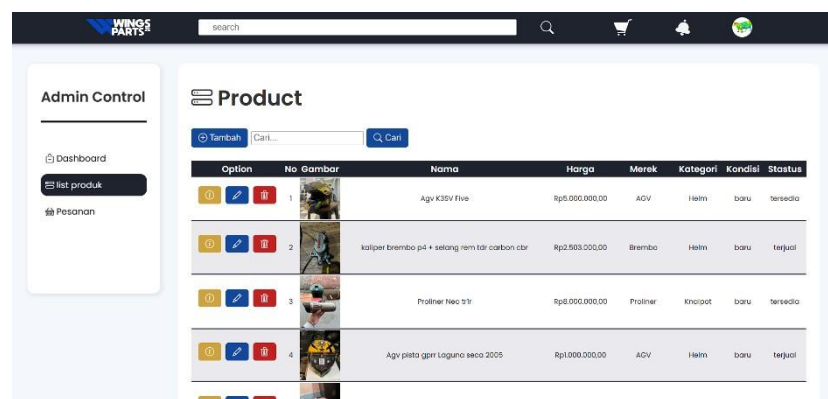 WINGS
PARTS
search
Admin Control
Dashboard
list produk
Pesanan
Product
Tambah Cari... Cari
Option No Gambar Nama Harga Merek Kategori Kondisi Stastus
1 Agv K3SV Five Rp5.000.000,00 AGV Helm baru tersedia
2 kaliper brembo p4 + selang rem tdr carbon cbr Rp2.503.000,00 Brembo Helm baru terjual
3 Proliner Neo tr1r Rp8.000.000,00 Proliner Knalpot baru tersedia
4 Agv pista gprr Laguna seca 2005 Rp1.000.000,00 AGV Helm baru terjual